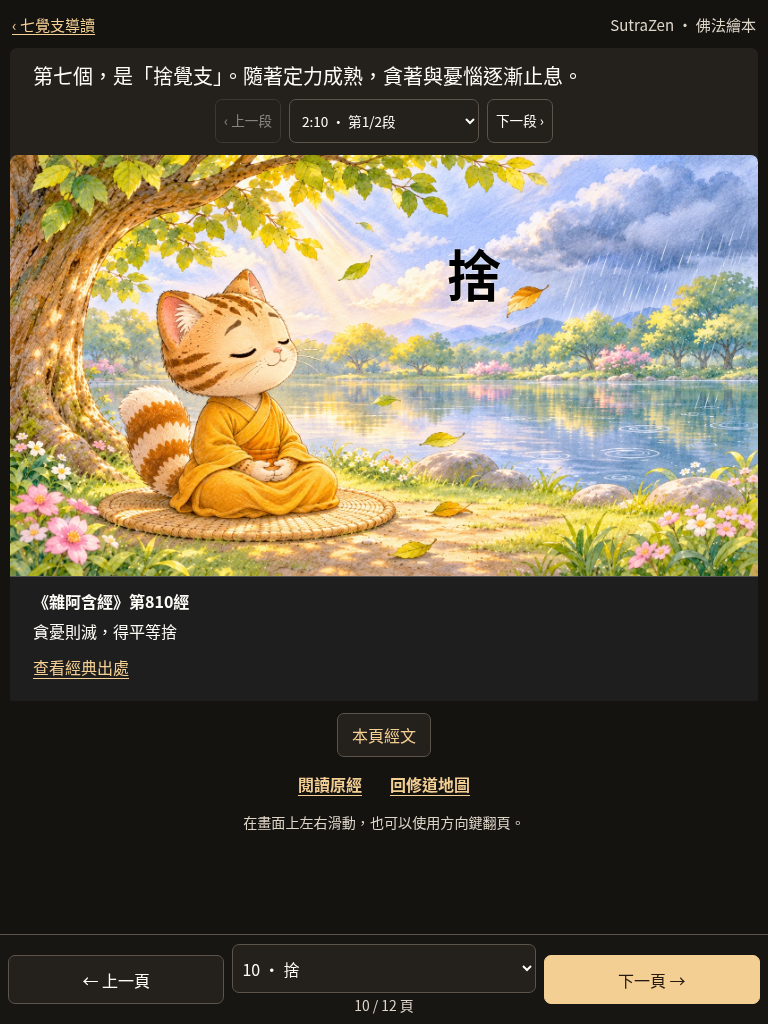 ‹ 七覺支導讀
SutraZen · 佛法繪本
第七個，是「捨覺支」。隨著定力成熟，貪著與憂惱逐漸止息。
‹ 上一段
2:10 · 第1/2段
下一段 ›
捨
《雜阿含經》第810經
貪憂則滅，得平等捨
查看經典出處
本頁經文
閱讀原經
回修道地圖
在畫面上左右滑動，也可以使用方向鍵翻頁。
← 上一頁
10 · 捨
下一頁 →
10 / 12 頁